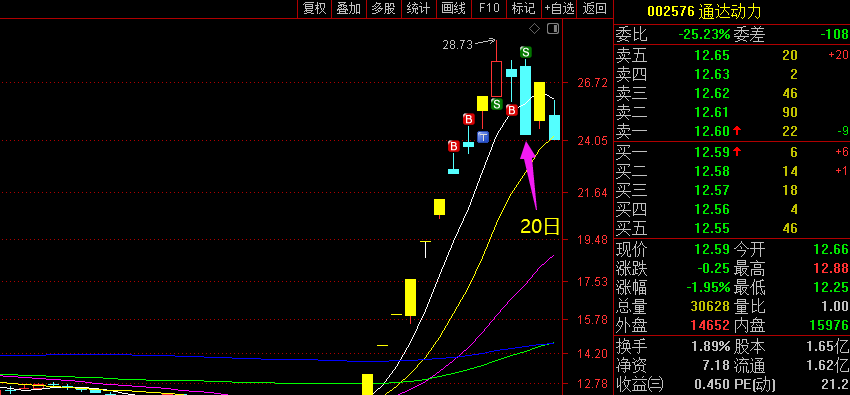 复权 叠加 多股 统计 画线 F10 标记 +自选 返回
002576 通达动力
委比 -25.23% 委差 -108
卖五 12.65 20 +20
卖四 12.63 2
卖三 12.62 46
卖二 12.61 90
卖一 12.60 22 -9
买一 12.59 6 +6
买二 12.58 14 +1
买三 12.57 18
买四 12.56 4
买五 12.55 46
现价 12.59 今开 12.66
涨跌 -0.25 最高 12.88
涨幅 -1.95% 最低 12.25
总量 30628 量比 1.00
外盘 14652 内盘 15976
换手 1.89% 股本 1.65亿
净资 7.18 流通 1.62亿
收益㈢ 0.450 PE(动) 21.2
28.73
S
B
B
T
S
B
20日
26.72
24.05
21.64
19.48
17.53
15.78
14.20
12.78